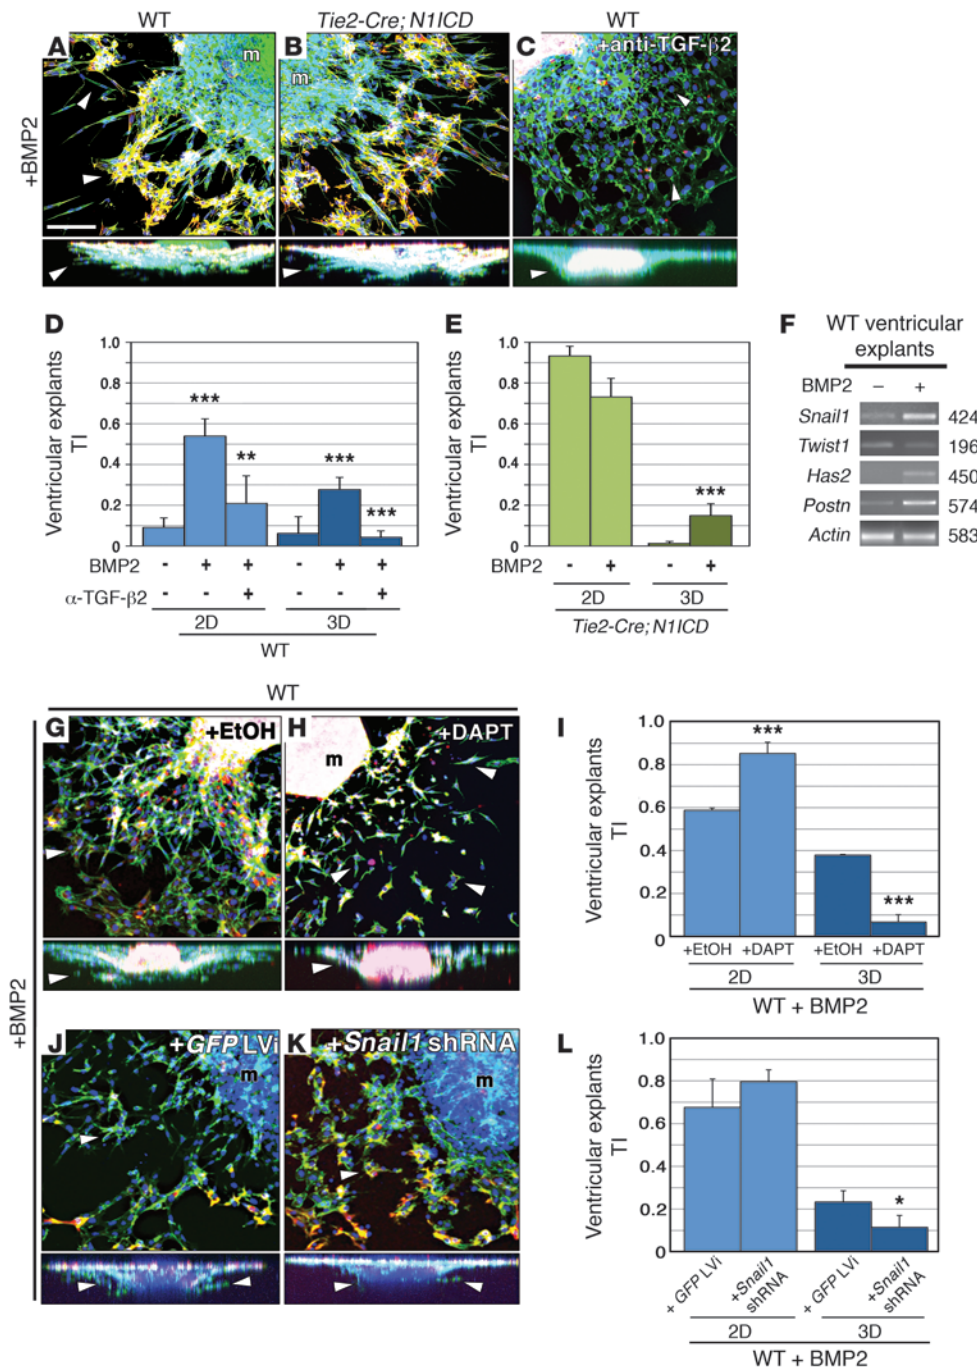 WT
Tie2-Cre; N1ICD
WT
A
B
C
+anti-TGF-β2
m
m
+BMP2
D
E
F
Ventricular explants
TI
1.0
0.8
0.6
0.4
0.2
0
***
**
***
***
BMP2 - + + - + +
α-TGF-β2 - - + - - +
2D 3D
WT
Ventricular explants
TI
1.0
0.8
0.6
0.4
0.2
0
***
BMP2 - + - +
2D 3D
Tie2-Cre; N1ICD
WT ventricular
explants
BMP2 − +
Snail1 424
Twist1 196
Has2 450
Postn 574
Actin 583
WT
G
+EtOH
H
+DAPT
m
I
Ventricular explants
TI
1.0
0.8
0.6
0.4
0.2
0
***
***
+EtOH +DAPT +EtOH +DAPT
2D 3D
WT + BMP2
+BMP2
J
+GFP LVi
m
K
+Snail1 shRNA
m
L
Ventricular explants
TI
1.0
0.8
0.6
0.4
0.2
0
*
+ GFP LVi
+Snail1
shRNA
+ GFP LVi
+Snail1
shRNA
2D 3D
WT + BMP2